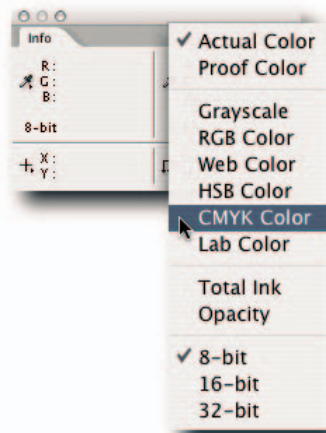 Info
R:
G:
B:
8-bit
X:
Y:
✓ Actual Color
Proof Color
Grayscale
RGB Color
Web Color
HSB Color
CMYK Color
Lab Color
Total Ink
Opacity
✓ 8-bit
16-bit
32-bit